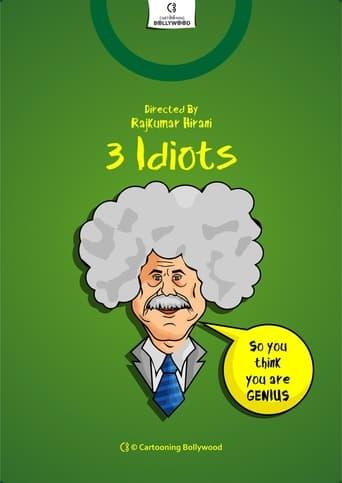 CARTOONING
BOLLYWOOD
Directed By
Rajkumar Hirani
3 Idiots
So you
think
you are
GENIUS
© Cartooning Bollywood